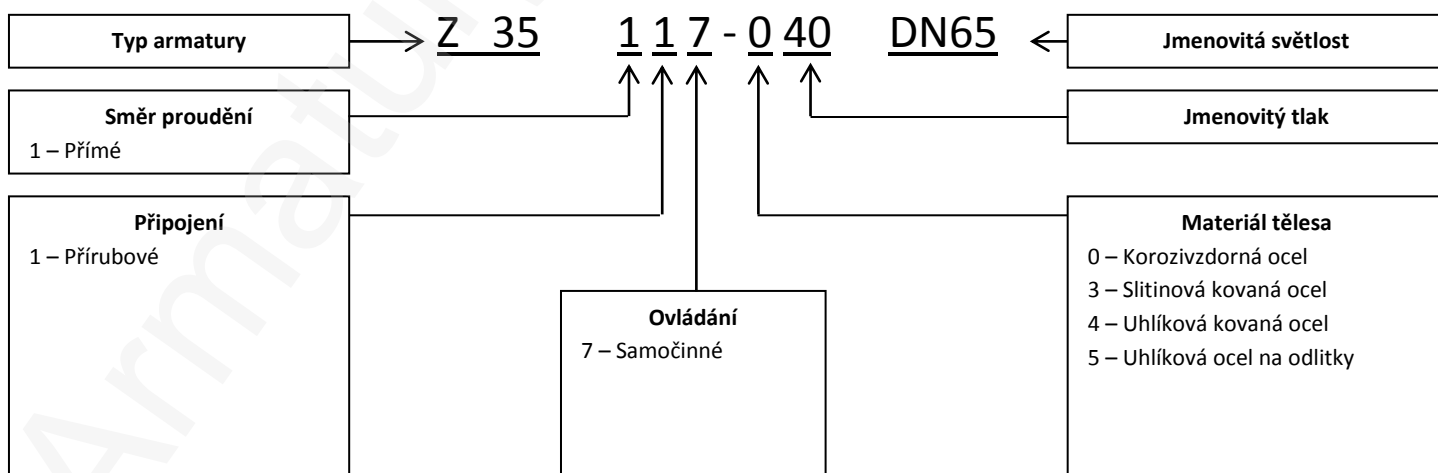 Typ armatury
Z 35 1 1 7 - 0 40 DN65
Jmenovitá světlost
Směr proudění
1 – Přímé
Jmenovitý tlak
Připojení
1 – Přírubové
Ovládání
7 – Samočinné
Materiál tělesa
0 – Korozivzdorná ocel
3 – Slitinová kovaná ocel
4 – Uhlíková kovaná ocel
5 – Uhlíková ocel na odlitky
Armatur